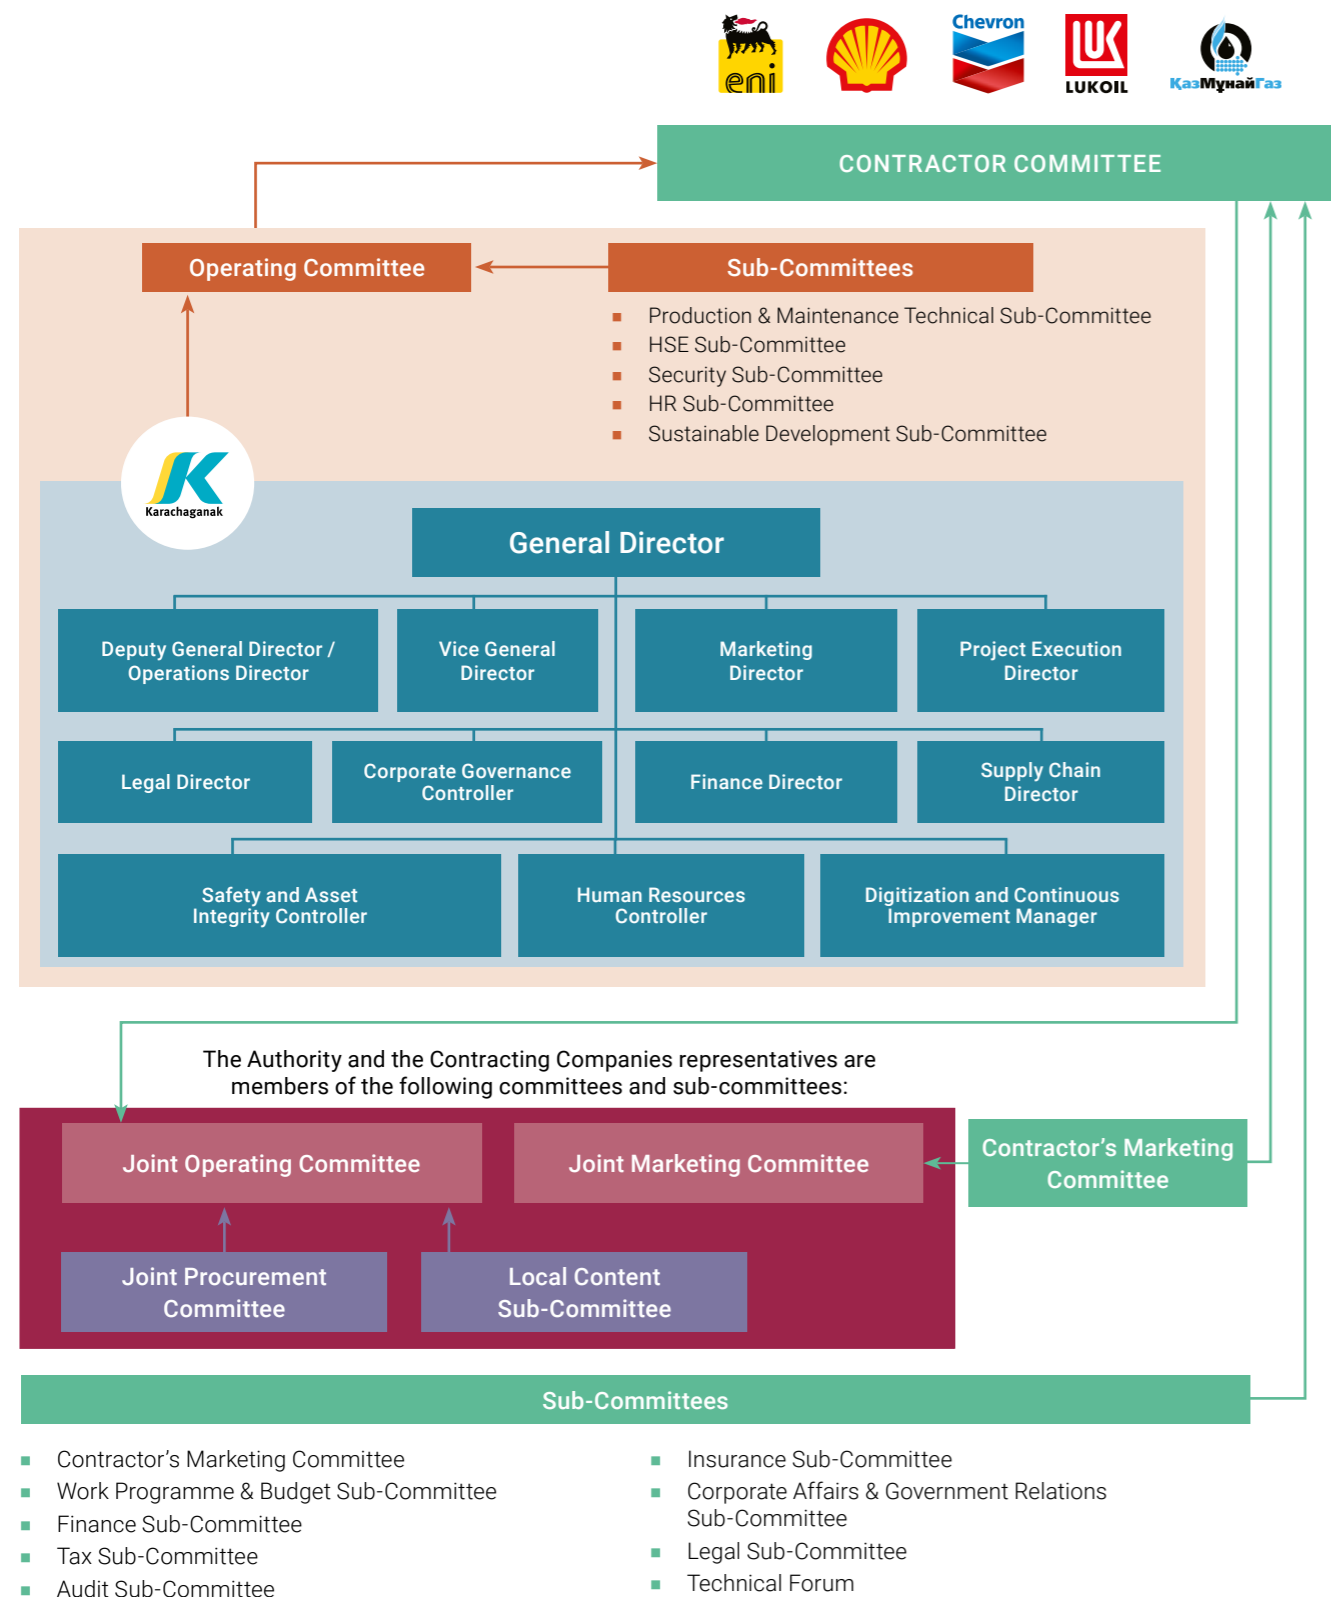 eni
Chevron
LUK
LUKOIL
ҚазМұнайГаз
CONTRACTOR COMMITTEE
Operating Committee
Sub-Committees
Production & Maintenance Technical Sub-Committee
HSE Sub-Committee
Security Sub-Committee
HR Sub-Committee
Sustainable Development Sub-Committee
Karachaganak
General Director
Deputy General Director /
Operations Director
Vice General
Director
Marketing
Director
Project Execution
Director
Legal Director
Corporate Governance
Controller
Finance Director
Supply Chain
Director
Safety and Asset
Integrity Controller
Human Resources
Controller
Digitization and Continuous
Improvement Manager
The Authority and the Contracting Companies representatives are
members of the following committees and sub-committees:
Joint Operating Committee
Joint Marketing Committee
Contractor’s Marketing
Committee
Joint Procurement
Committee
Local Content
Sub-Committee
Sub-Committees
Contractor’s Marketing Committee
Work Programme & Budget Sub-Committee
Finance Sub-Committee
Tax Sub-Committee
Audit Sub-Committee
Insurance Sub-Committee
Corporate Affairs & Government Relations
Sub-Committee
Legal Sub-Committee
Technical Forum